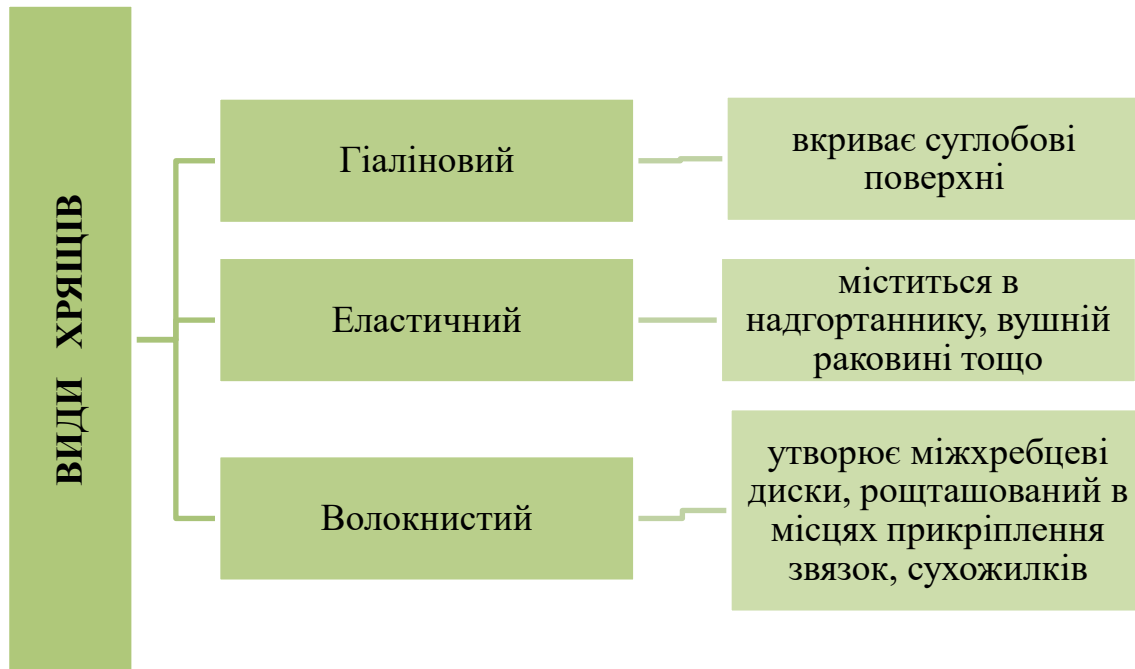 ВИДИ ХРЯЩІВ
Гіаліновий
вкриває суглобові
поверхні
Еластичний
міститься в
надгортаннику, вушній
раковині тощо
Волокнистий
утворює міжхребцеві
диски, рощташований в
місцях прикріплення
звязок, сухожилків